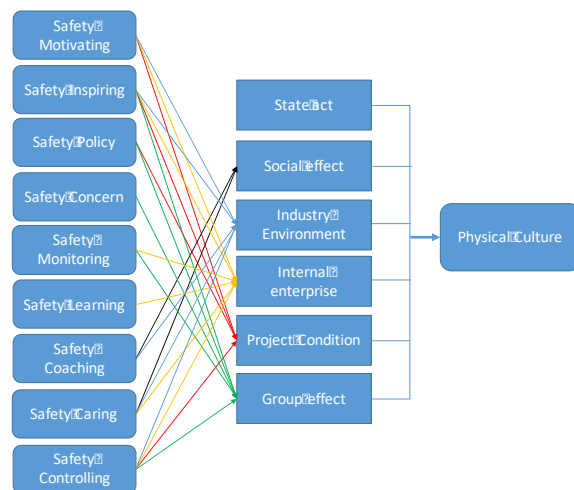 Safety
Motivating
Safety Inspiring
Safety Policy
Safety Concern
Safety
Monitoring
Safety Learning
Safety
Coaching
Safety Caring
Safety
Controlling
State act
Social effect
Industry
Environment
Internal
enterprise
Project Condition
Group effect
Physical Culture